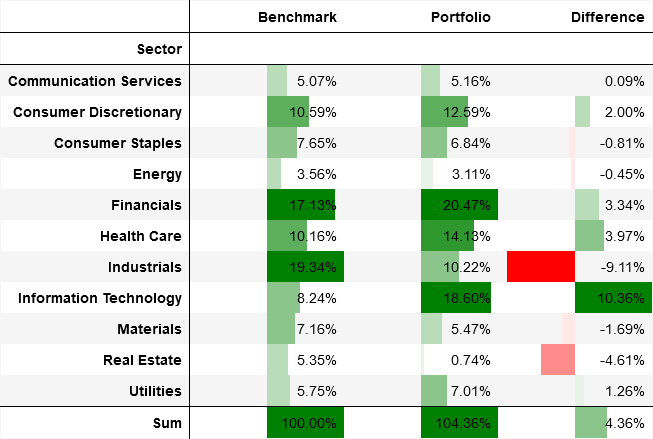 Benchmark Portfolio Difference
Sector
Communication Services 5.07% 5.16% 0.09%
Consumer Discretionary 10.59% 12.59% 2.00%
Consumer Staples 7.65% 6.84% -0.81%
Energy 3.56% 3.11% -0.45%
Financials 17.13% 20.47% 3.34%
Health Care 10.16% 14.13% 3.97%
Industrials 19.34% 10.22% -9.11%
Information Technology 8.24% 18.60% 10.36%
Materials 7.16% 5.47% -1.69%
Real Estate 5.35% 0.74% -4.61%
Utilities 5.75% 7.01% 1.26%
Sum 100.00% 104.36% 4.36%